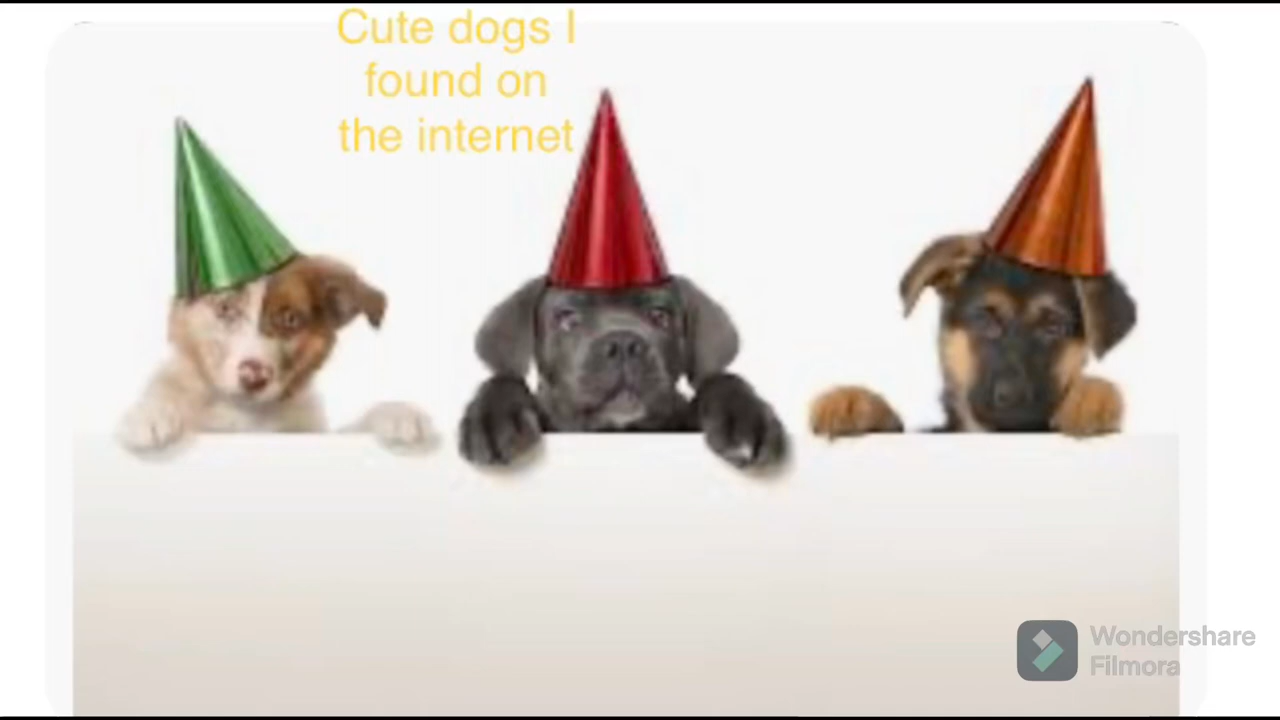 Cute dogs I
found on
the internet
Wondershare
Filmora